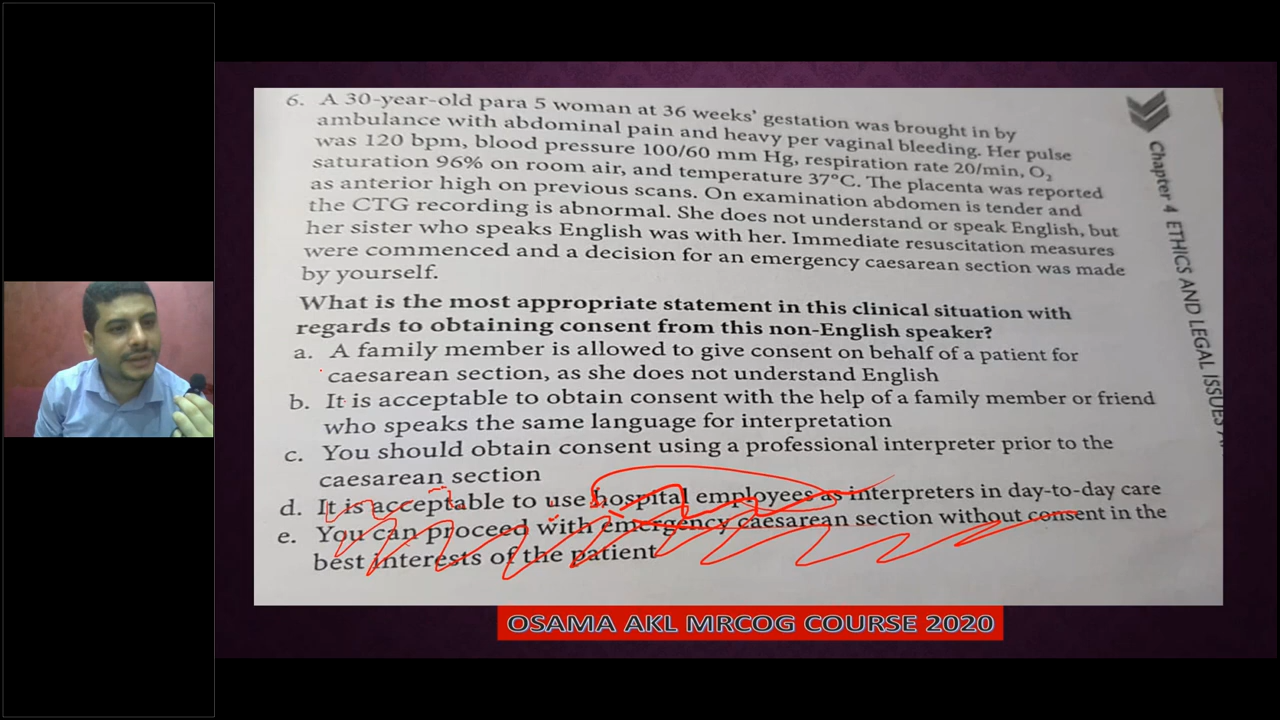 6. A 30-year-old para 5 woman at 36 weeks' gestation was brought in by
ambulance with abdominal pain and heavy per vaginal bleeding. Her pulse
was 120 bpm, blood pressure 100/60 mm Hg, respiration rate 20/min, O₂
saturation 96% on room air, and temperature 37°C. The placenta was reported
as anterior high on previous scans. On examination abdomen is tender and
the CTG recording is abnormal. She does not understand or speak English, but
her sister who speaks English was with her. Immediate resuscitation measures
were commenced and a decision for an emergency caesarean section was made
by yourself.
What is the most appropriate statement in this clinical situation with
regards to obtaining consent from this non-English speaker?
a. A family member is allowed to give consent on behalf of a patient for
caesarean section, as she does not understand English
b. It is acceptable to obtain consent with the help of a family member or friend
who speaks the same language for interpretation
c. You should obtain consent using a professional interpreter prior to the
caesarean section
d. It is acceptable to use hospital employees as interpreters in day-to-day care
e. You can proceed with emergency caesarean section without consent in the
best interests of the patient
Chapter 4 ETHICS AND LEGAL ISSUES
OSAMA AKL MRCOG COURSE 2020